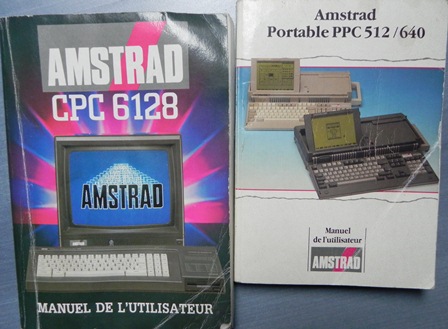 AMSTRAD
CPC 6128
AMSTRAD
MANUEL DE L'UTILISATEUR
Amstrad
Portable PPC 512/640
Manuel
de l'utilisateur
AMSTRAD